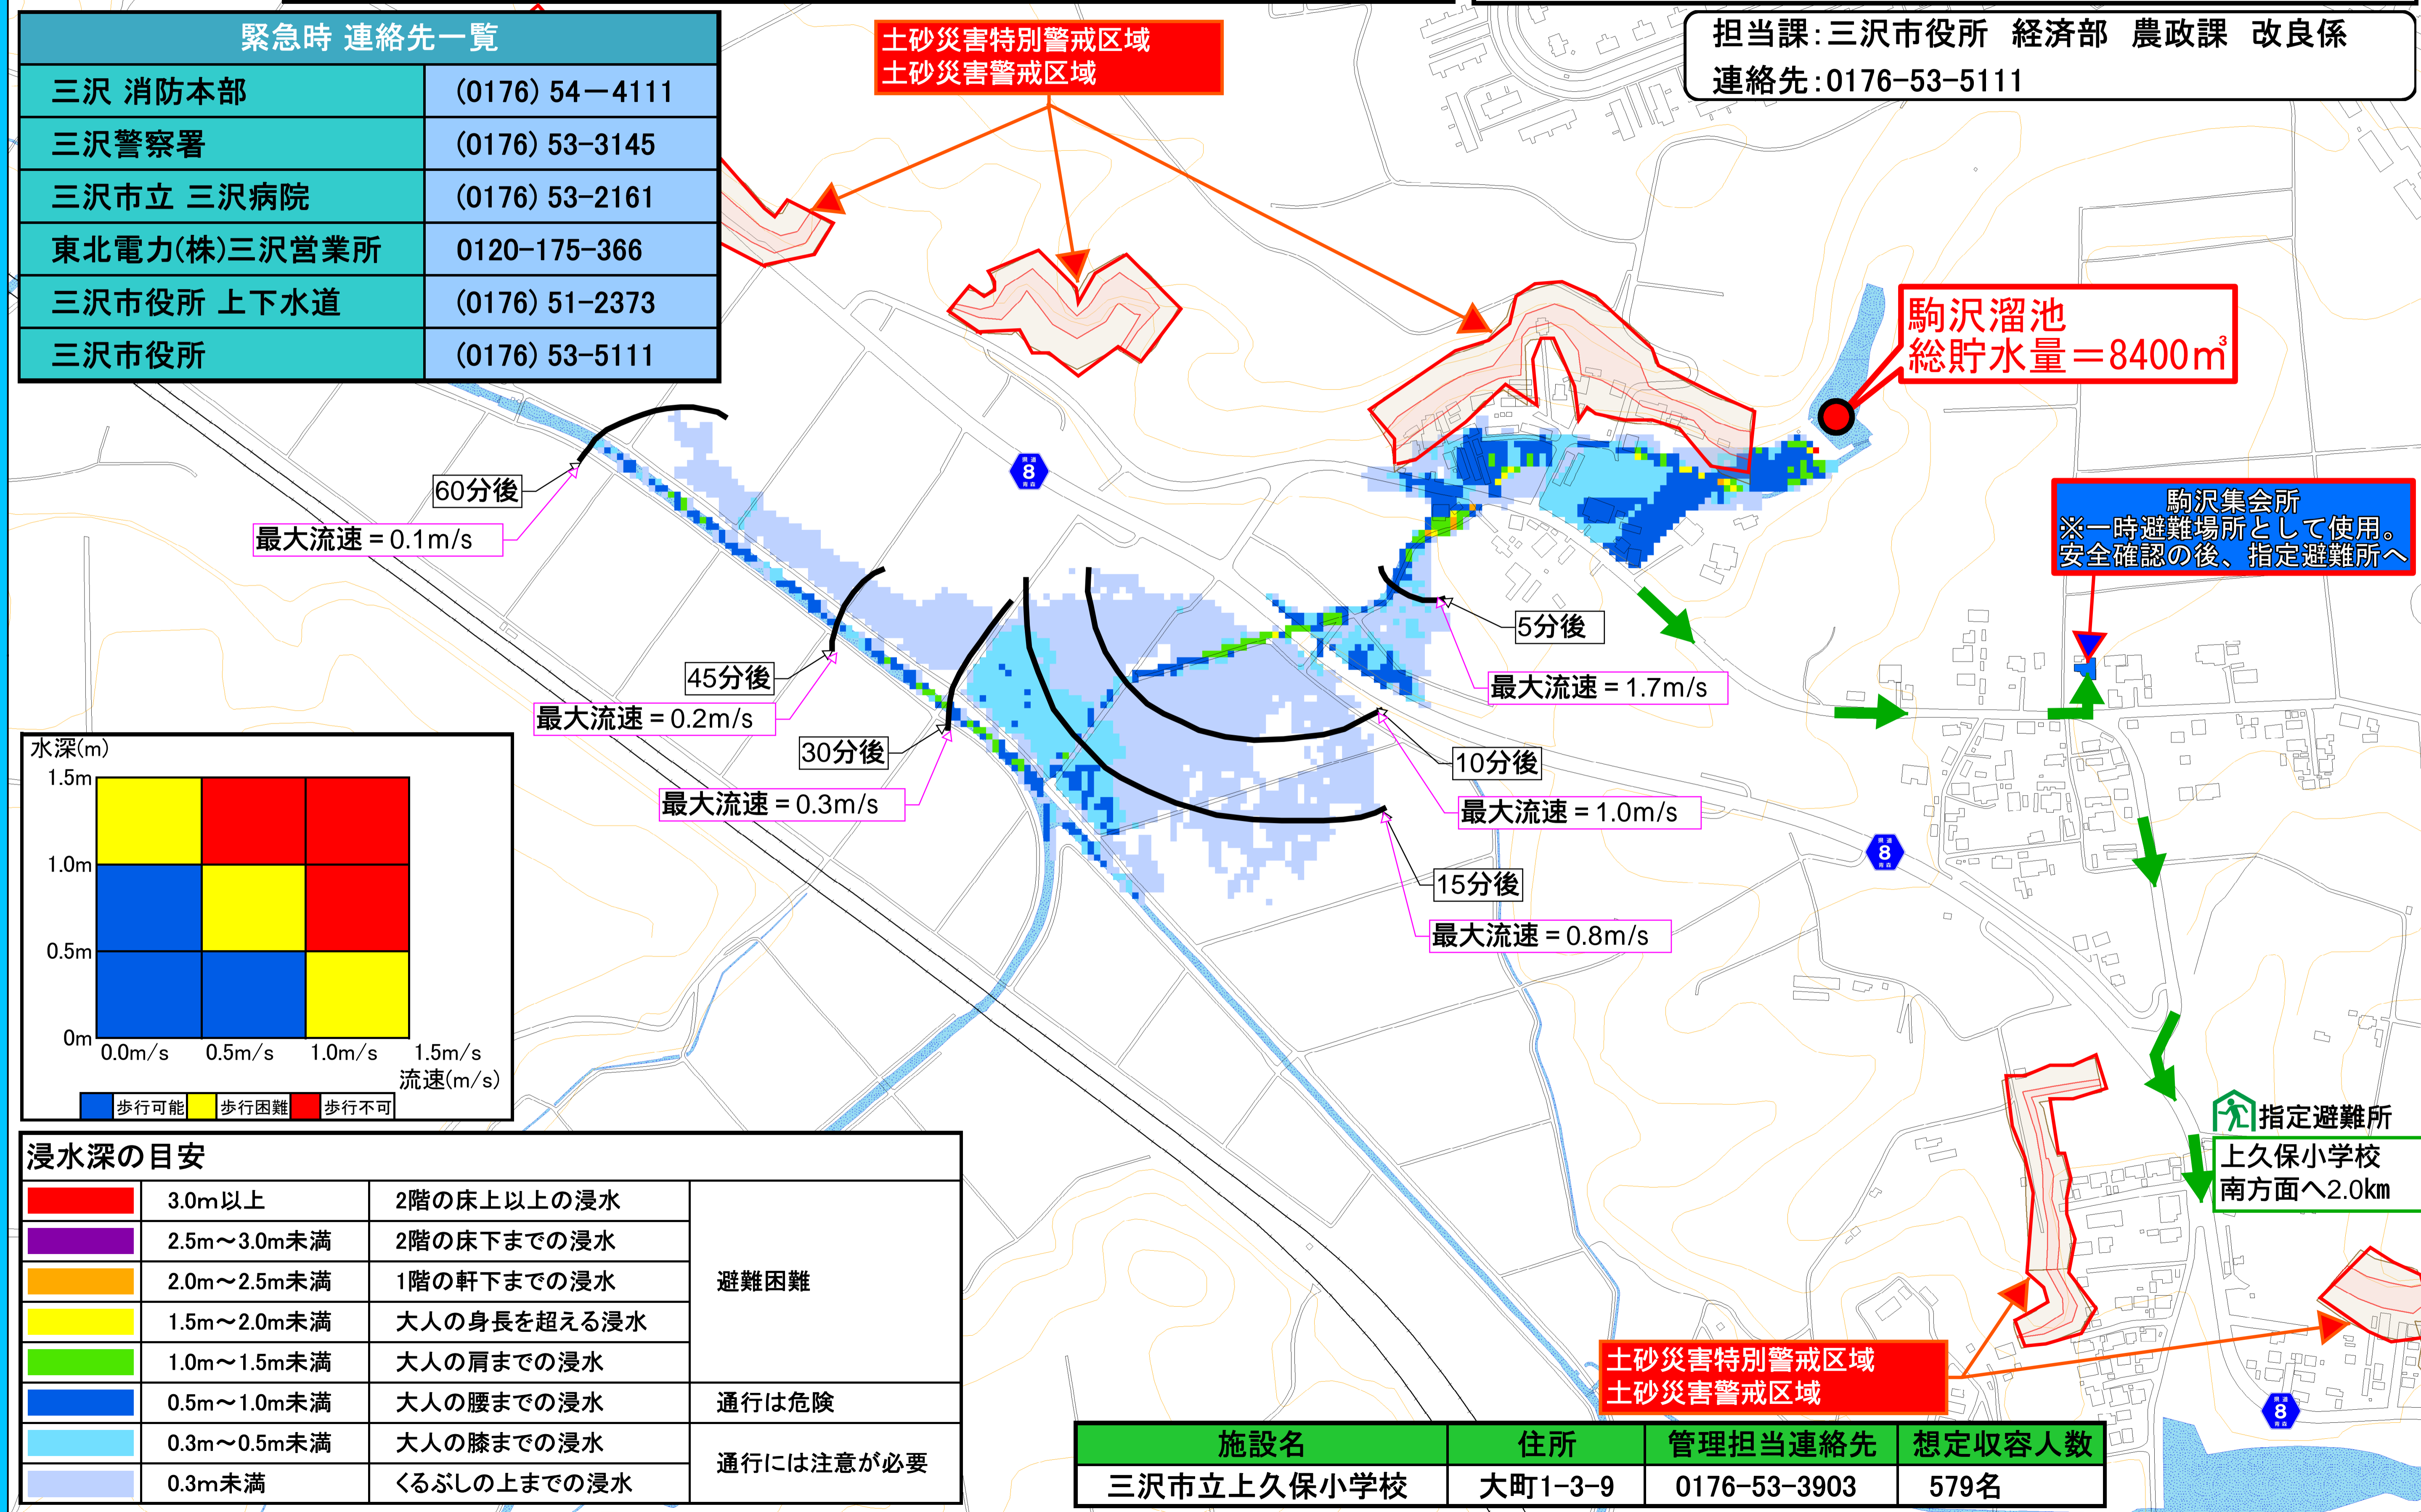 緊急時 連絡先一覧
三沢 消防本部 (0176) 54－4111
三沢警察署 (0176) 53-3145
三沢市立 三沢病院 (0176) 53-2161
東北電力(株)三沢営業所 0120-175-366
三沢市役所 上下水道 (0176) 51-2373
三沢市役所 (0176) 53-5111
土砂災害特別警戒区域
土砂災害警戒区域
担当課:三沢市役所 経済部 農政課 改良係
連絡先:0176-53-5111
駒沢溜池
総貯水量＝8400㎥
県道
8
青森
駒沢集会所
※一時避難場所として使用。
安全確認の後、指定避難所へ
60分後
最大流速＝0.1m/s
45分後
最大流速＝0.2m/s
30分後
最大流速＝0.3m/s
5分後
最大流速＝1.7m/s
10分後
最大流速＝1.0m/s
15分後
最大流速＝0.8m/s
県道
8
青森
水深(m)
1.5m
1.0m
0.5m
0m
0.0m/s 0.5m/s 1.0m/s 1.5m/s
流速(m/s)
歩行可能 歩行困難 歩行不可
指定避難所
上久保小学校
南方面へ2.0㎞
浸水深の目安
3.0m以上 2階の床上以上の浸水
2.5m～3.0m未満 2階の床下までの浸水
2.0m～2.5m未満 1階の軒下までの浸水 避難困難
1.5m～2.0m未満 大人の身長を超える浸水
1.0m～1.5m未満 大人の肩までの浸水
0.5m～1.0m未満 大人の腰までの浸水 通行は危険
0.3m～0.5m未満 大人の膝までの浸水 通行には注意が必要
0.3m未満 くるぶしの上までの浸水
土砂災害特別警戒区域
土砂災害警戒区域
県道
8
青森
施設名 住所 管理担当連絡先 想定収容人数
三沢市立上久保小学校 大町1-3-9 0176-53-3903 579名